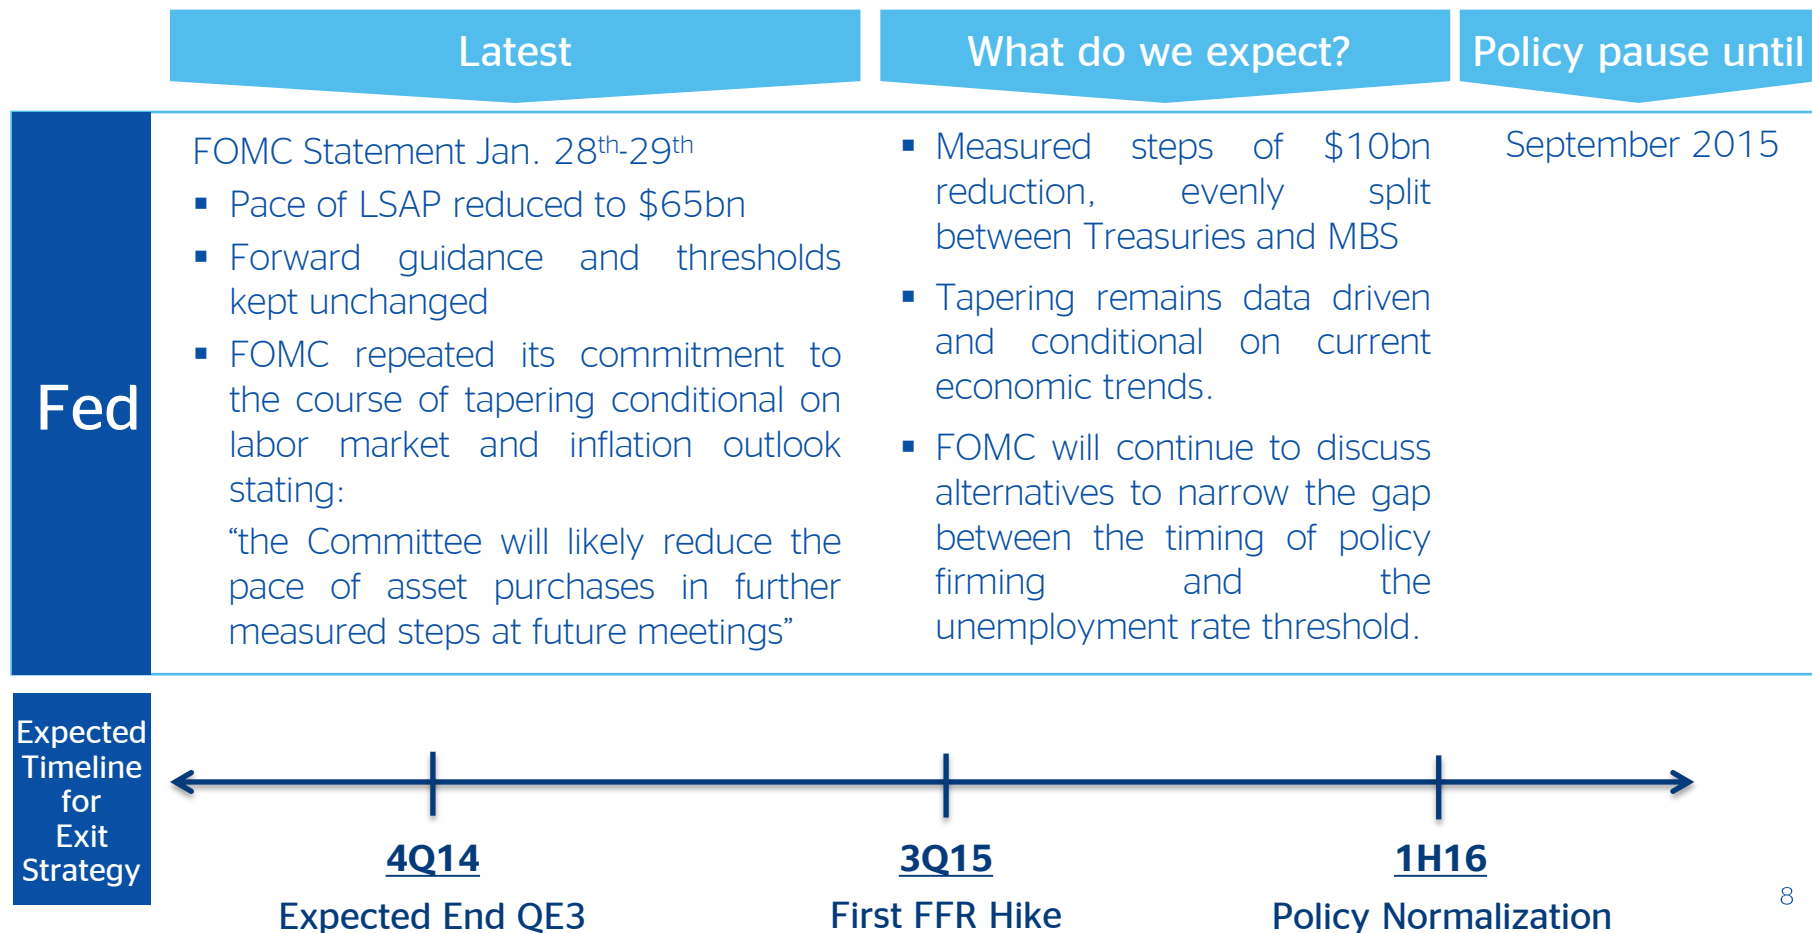 Latest
What do we expect?
Policy pause until
Fed
FOMC Statement Jan. 28th-29th
▪ Pace of LSAP reduced to $65bn
▪ Forward guidance and thresholds
kept unchanged
▪ FOMC repeated its commitment to
the course of tapering conditional on
labor market and inflation outlook
stating:
“the Committee will likely reduce the
pace of asset purchases in further
measured steps at future meetings”
▪ Measured steps of $10bn
reduction, evenly split
between Treasuries and MBS
▪ Tapering remains data driven
and conditional on current
economic trends.
▪ FOMC will continue to discuss
alternatives to narrow the gap
between the timing of policy
firming and the
unemployment rate threshold.
September 2015
Expected
Timeline
for
Exit
Strategy
4Q14
Expected End QE3
3Q15
First FFR Hike
1H16
Policy Normalization
8